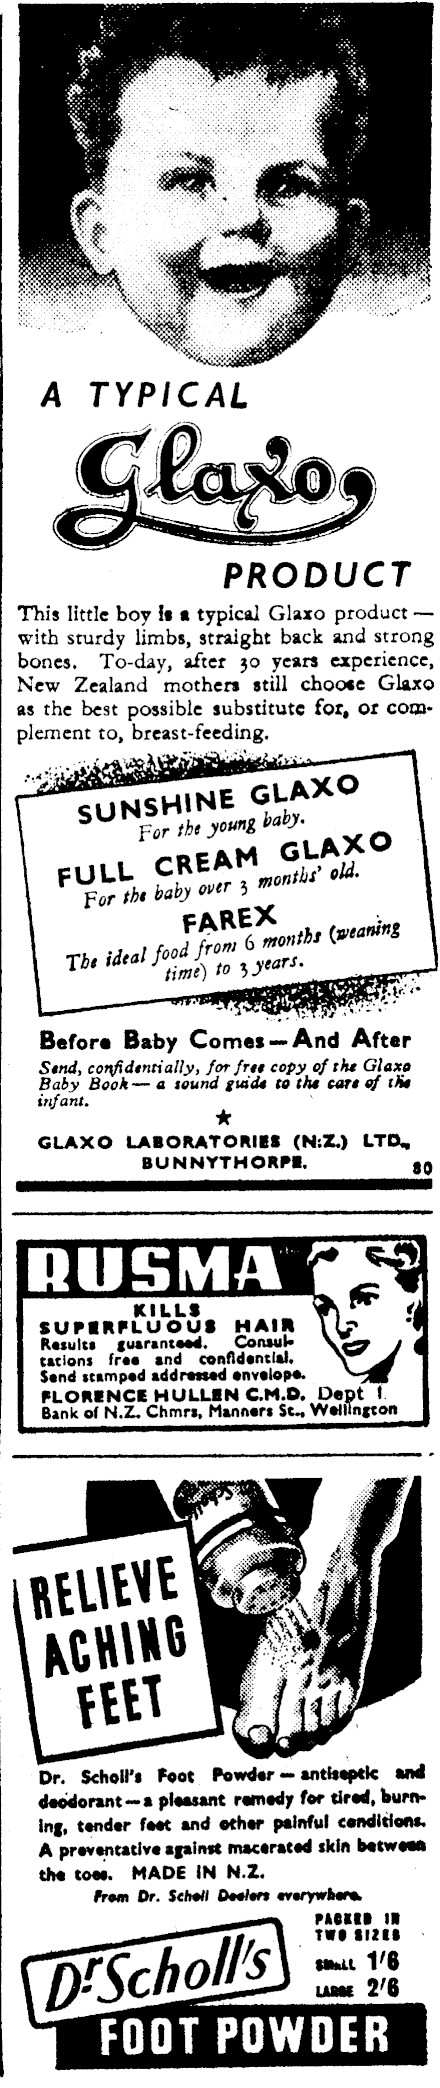 A TYPICAL
Glaxo
PRODUCT
This little boy is a typical Glaxo product —
with sturdy limbs, straight back and strong
bones. To-day, after 30 years experience,
New Zealand mothers still choose Glaxo
as the best possible substitute for, or com-
plement to, breast-feeding.
SUNSHINE GLAXO
For the young baby.
FULL CREAM GLAXO
For the baby over 3 months' old.
FAREX
The ideal food from 6 months (weaning
time) to 3 years.
Before Baby Comes — And After
Send, confidentially, for free copy of the Glaxo
Baby Book — a sound guide to the care of the
infant.
GLAXO LABORATORIES (N.Z.) LTD.,
BUNNYTHORPE.
80
RUSMA
KILLS
SUPERFLUOUS HAIR
Results guaranteed. Consul-
tations free and confidential.
Send stamped addressed envelope.
FLORENCE HULLEN C.M.D. Dept 1.
Bank of N.Z. Chmrs, Manners St., Wellington
RELIEVE
ACHING
FEET
Dr. Scholl's Foot Powder — antiseptic and
deodorant — a pleasant remedy for tired, burn-
ing, tender feet and other painful conditions.
A preventative against macerated skin between
the toes. MADE IN N.Z.
From Dr. Scholl Dealers everywhere.
PACKED IN
TWO SIZES
SMALL 1/6
LARGE 2/6
Dr Scholl's
FOOT POWDER